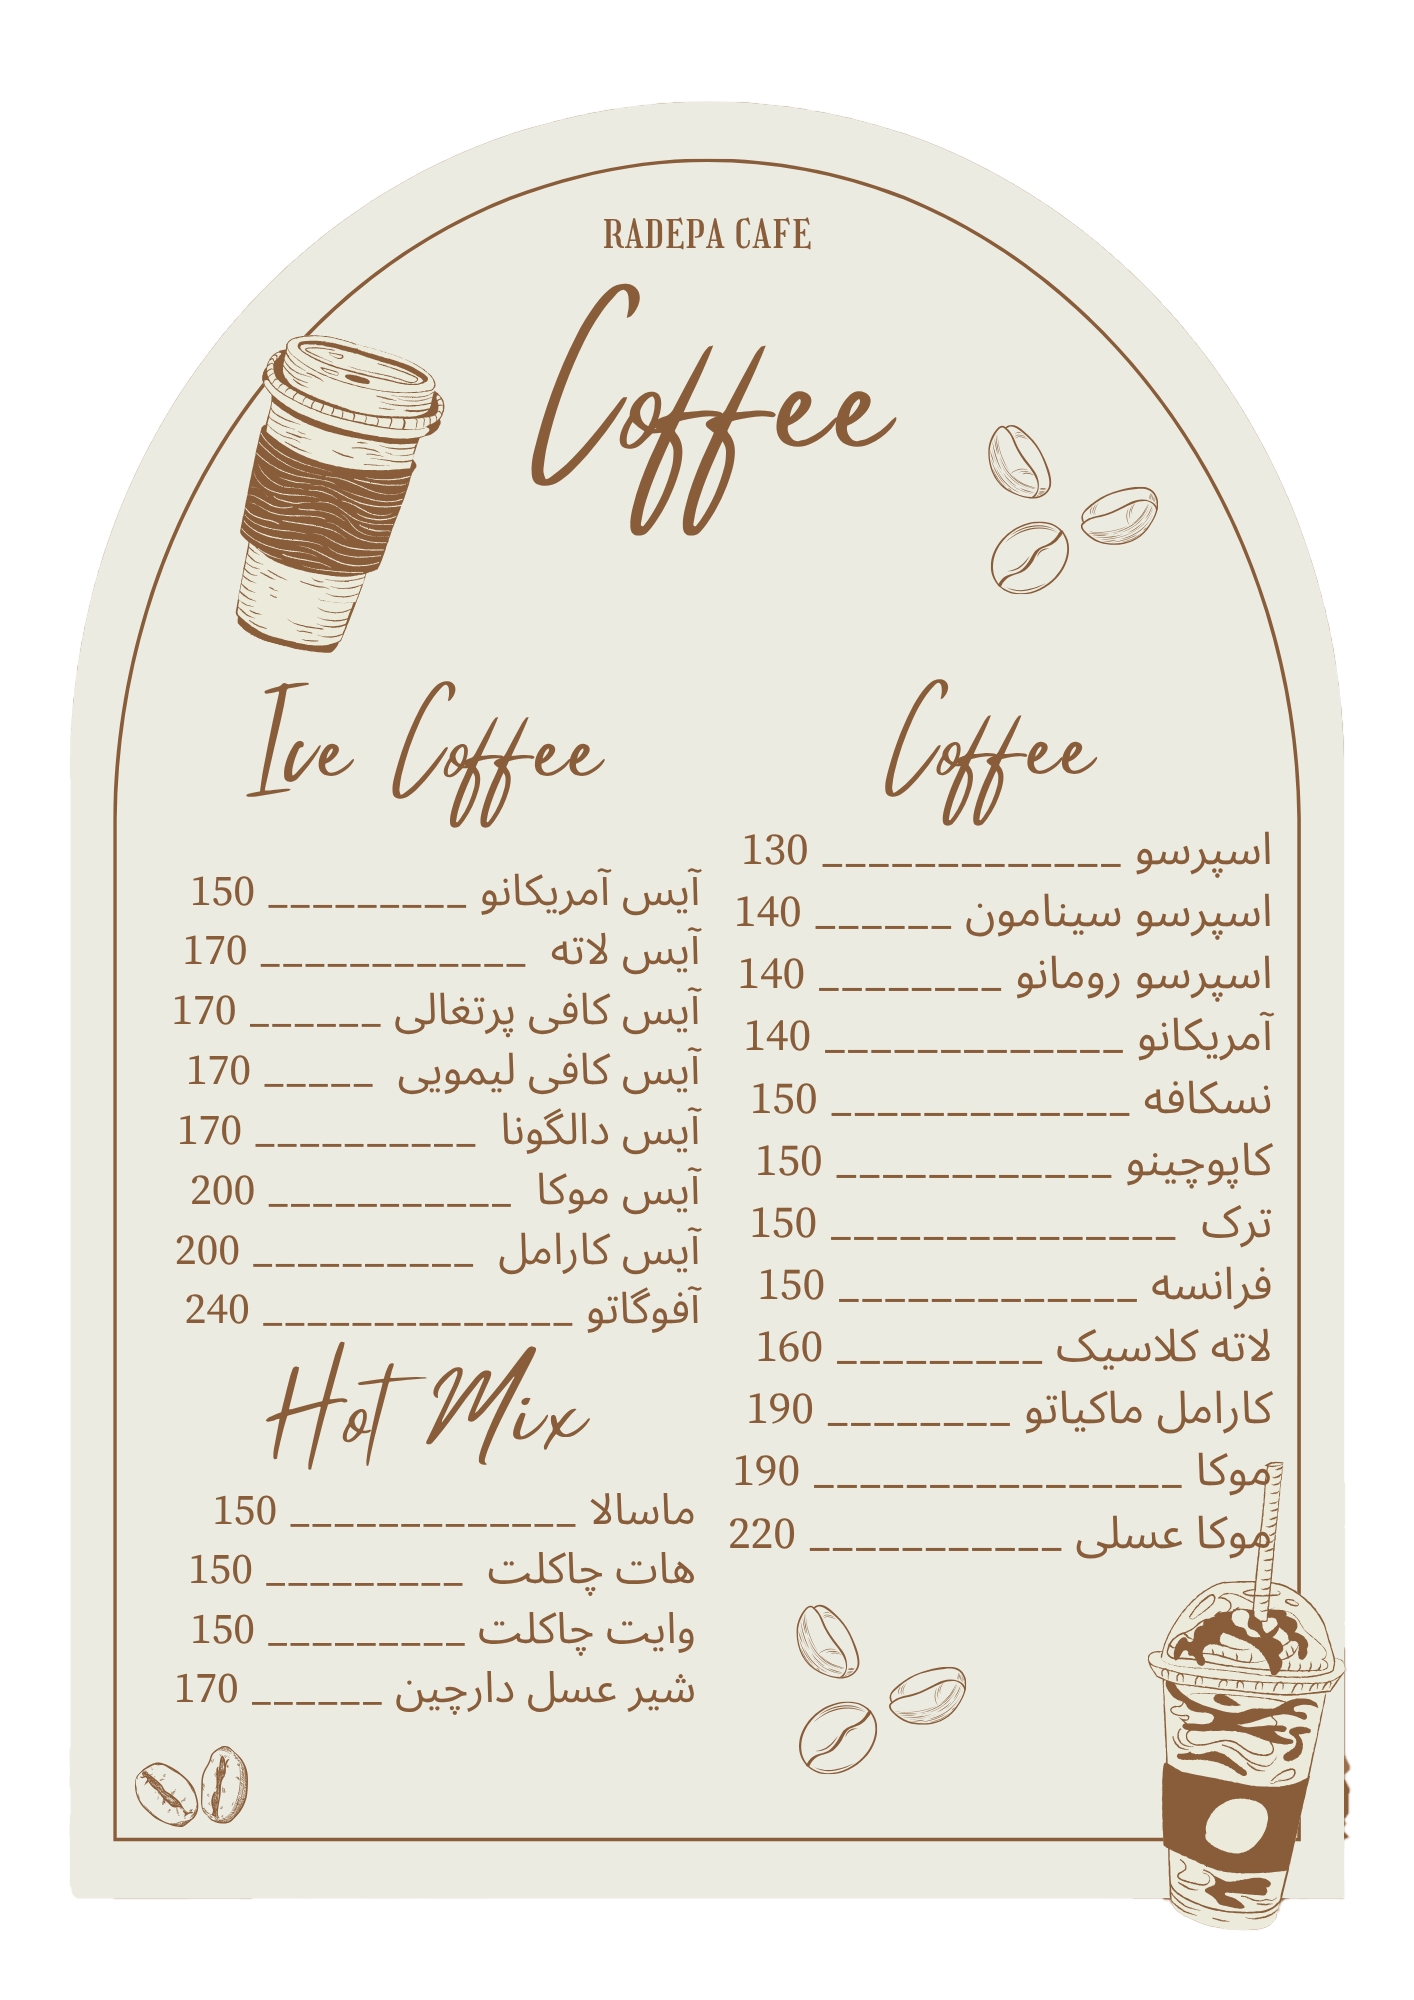 RADEPA CAFE
Coffee
Coffee
اسپرسو _____________ 130
اسپرسو سینامون ______ 140
اسپرسو رومانو ________ 140
آمریکانو _____________ 140
نسکافه _____________ 150
کاپوچینو ____________ 150
ترک _______________ 150
فرانسه _____________ 150
لاته کلاسیک _________ 160
کارامل ماکیاتو ________ 190
موکا ________________ 190
موکا عسلی ___________ 220
Ice Coffee
آیس آمریکانو _________ 150
آیس لاته ____________ 170
آیس کافی پرتغالی ______ 170
آیس کافی لیمویی _____ 170
آیس دالگونا __________ 170
آیس موکا ___________ 200
آیس کارامل __________ 200
آفوگاتو ______________ 240
Hot Mix
ماسالا _____________ 150
هات چاکلت _________ 150
وایت چاکلت _________ 150
شیر عسل دارچین ______ 170